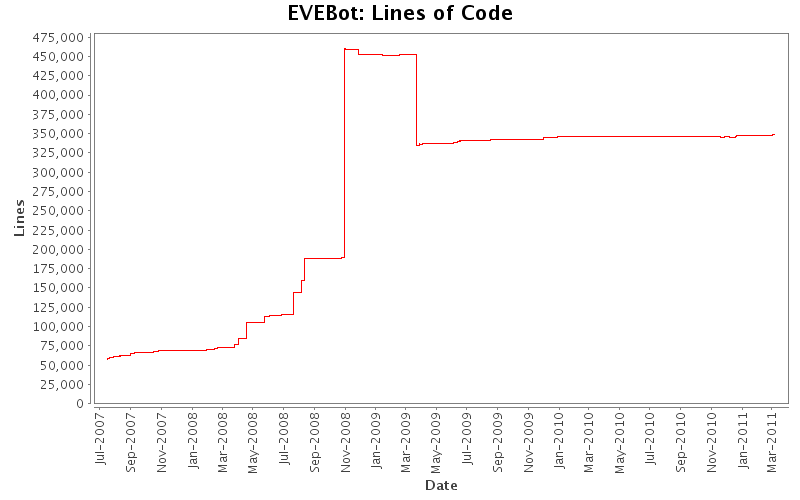 EVEBot: Lines of Code
475,000
450,000
425,000
400,000
375,000
350,000
325,000
300,000
275,000
250,000
225,000
200,000
175,000
150,000
125,000
100,000
75,000
50,000
25,000
0
Lines
Jul-2007
Sep-2007
Nov-2007
Jan-2008
Mar-2008
May-2008
Jul-2008
Sep-2008
Nov-2008
Jan-2009
Mar-2009
May-2009
Jul-2009
Sep-2009
Nov-2009
Jan-2010
Mar-2010
May-2010
Jul-2010
Sep-2010
Nov-2010
Jan-2011
Mar-2011
Date